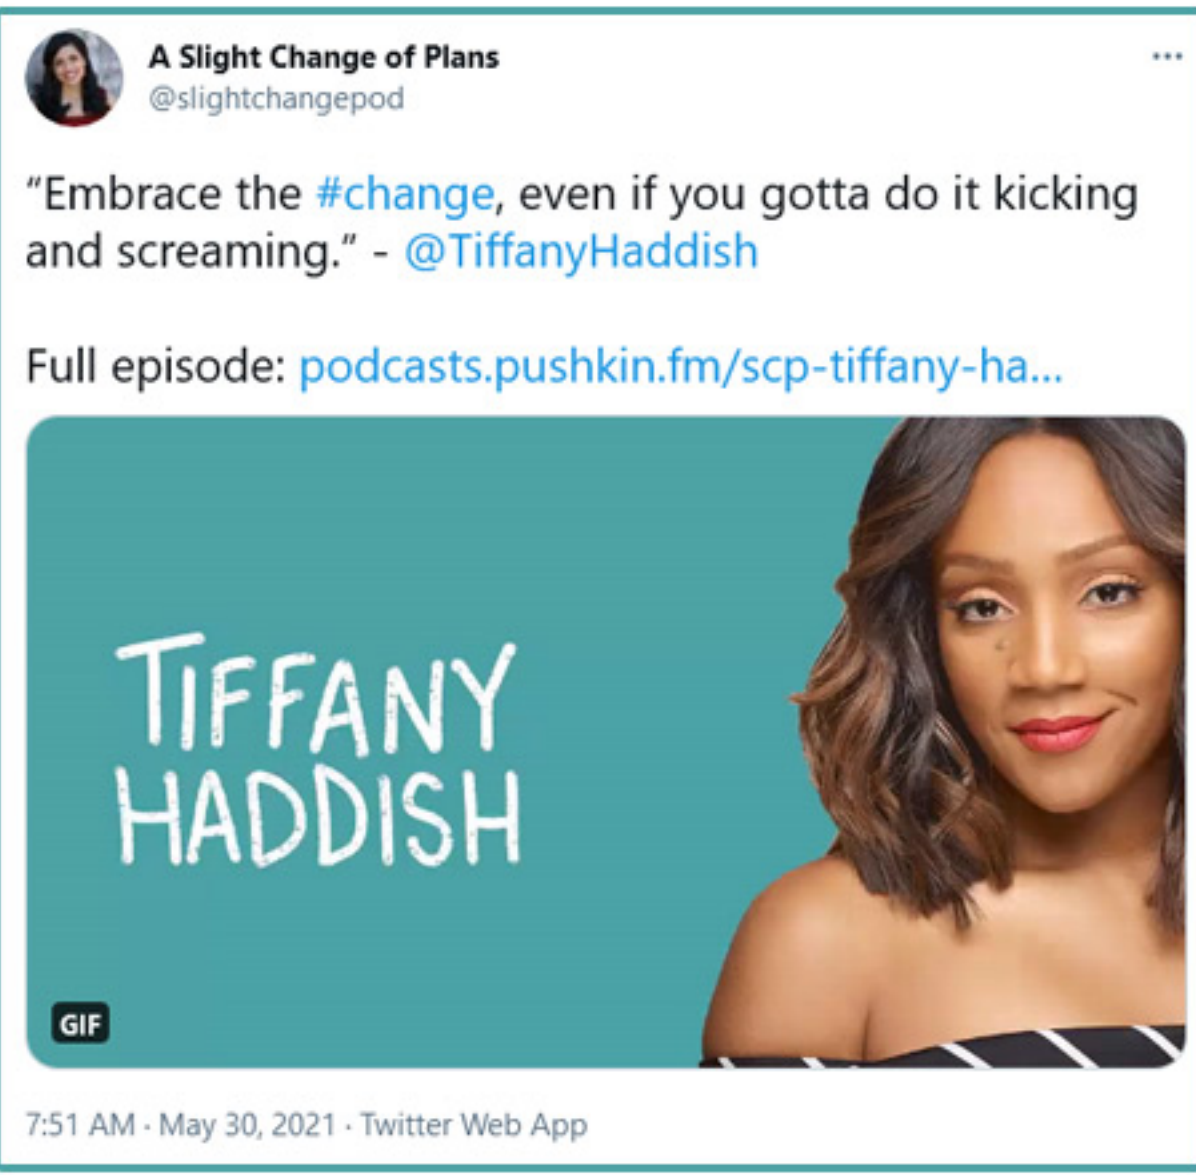 A Slight Change of Plans
@slightchangepod
“Embrace the #change, even if you gotta do it kicking
and screaming.” - @TiffanyHaddish
Full episode: podcasts.pushkin.fm/scp-tiffany-ha...
TIFFANY
HADDISH
GIF
7:51 AM · May 30, 2021 · Twitter Web App